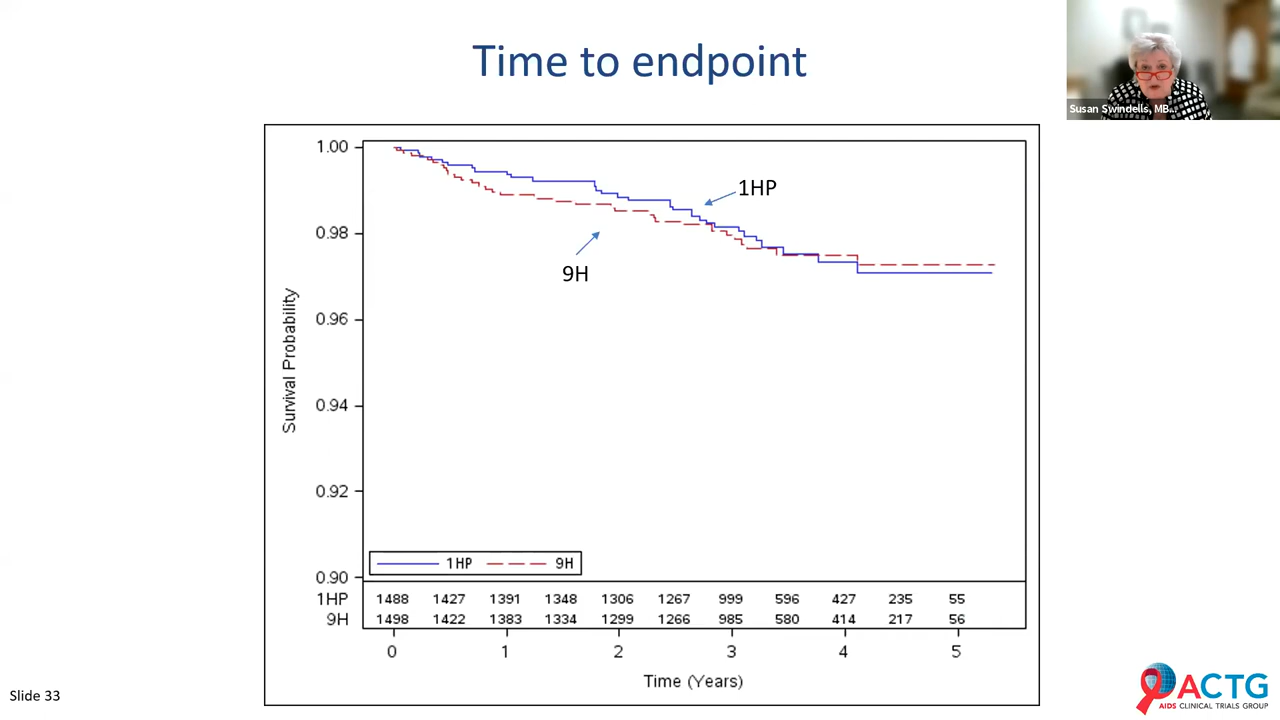 Time to endpoint
Susan Swindells, MB...
1.00
0.98
0.96
0.94
0.92
0.90
Survival Probability
1HP
9H
1HP 9H
1HP 1488 1427 1391 1348 1306 1267 999 596 427 235 55
9H 1498 1422 1383 1334 1299 1266 985 580 414 217 56
0 1 2 3 4 5
Time (Years)
Slide 33
ACTG
AIDS CLINICAL TRIALS GROUP